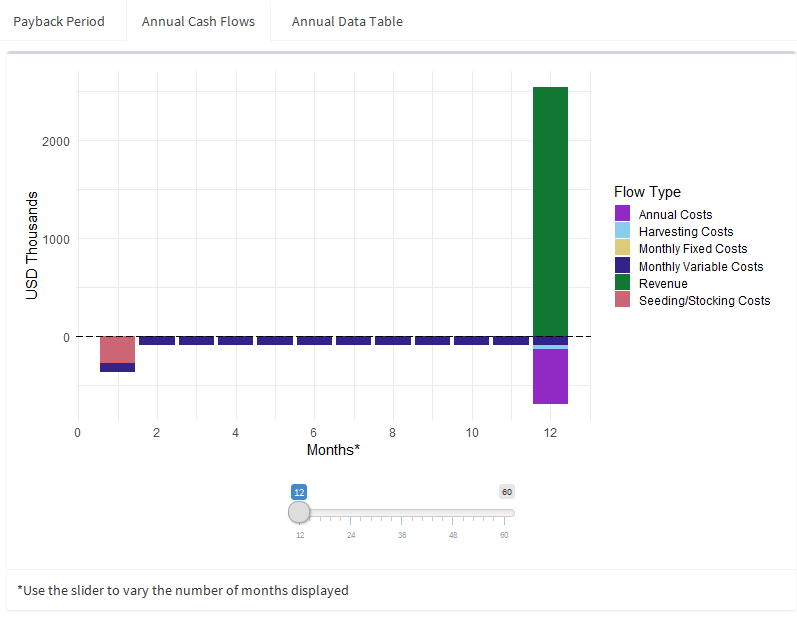 Payback Period
Annual Cash Flows
Annual Data Table
USD Thousands
2000
1000
0
0 2 4 6 8 10 12
Months*
Flow Type
Annual Costs
Harvesting Costs
Monthly Fixed Costs
Monthly Variable Costs
Revenue
Seeding/Stocking Costs
12 60
12 24 36 48 60
*Use the slider to vary the number of months displayed